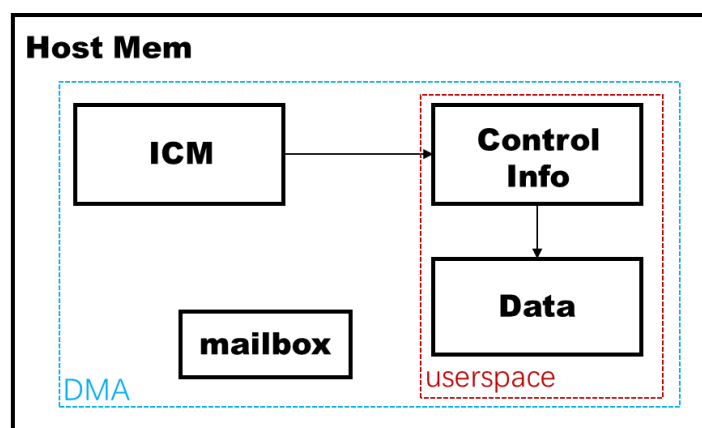 Host Mem
ICM
Control
Info
Data
mailbox
DMA
userspace